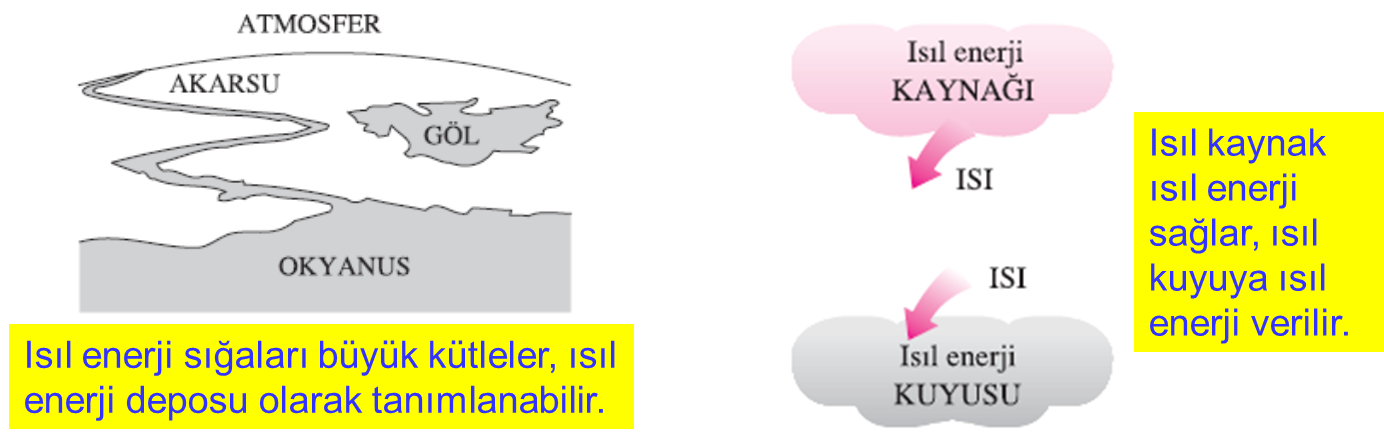 ATMOSFER
AKARSU
GÖL
OKYANUS
Isıl enerji sığaları büyük kütleler, ısıl
enerji deposu olarak tanımlanabilir.
Isıl enerji
KAYNAĞI
ISI
ISI
Isıl enerji
KUYUSU
Isıl kaynak
ısıl enerji
sağlar, ısıl
kuyuya ısıl
enerji verilir.